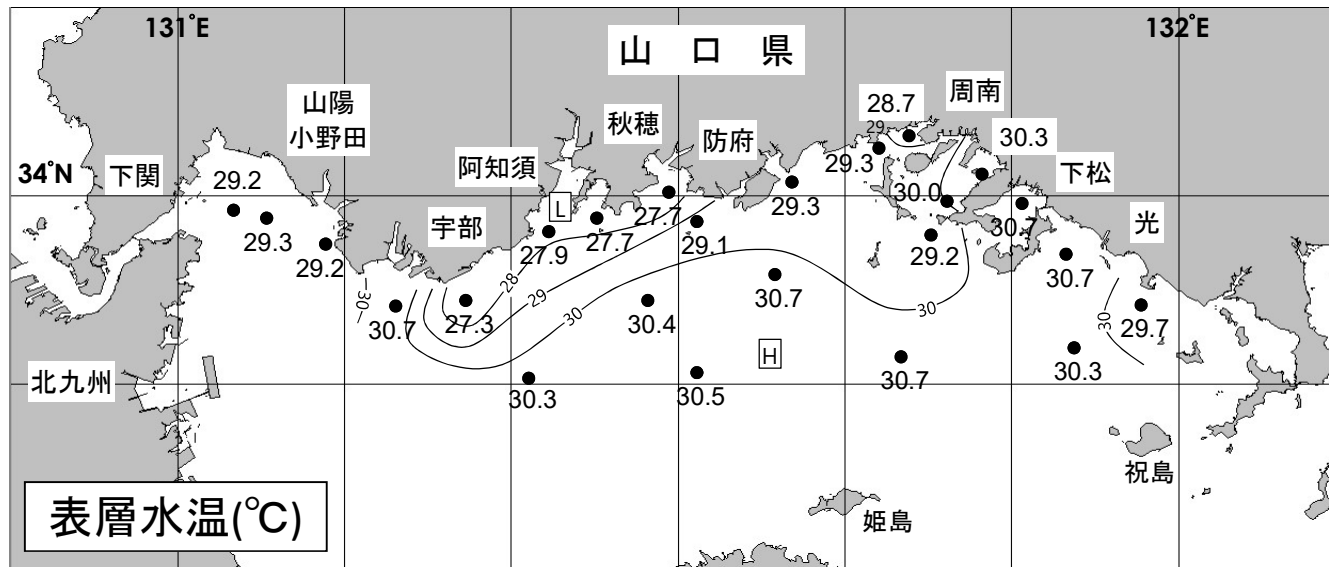 131°E
132°E
山 口 県
山陽
小野田
秋穂
防府
28.7
周南
29
30.3
34°N
下関
29.2
阿知須
29.3
下松
30.0
29.3
宇部
L
27.7
29.3
30.7
光
29.2
27.9
27.7
29.1
29.2
30.7
28
29
30
30
30.7
30
30
29.7
30.7
27.3
30.4
H
30.3
30.7
北九州
30.3
30.5
祝島
姫島
表層水温(℃)